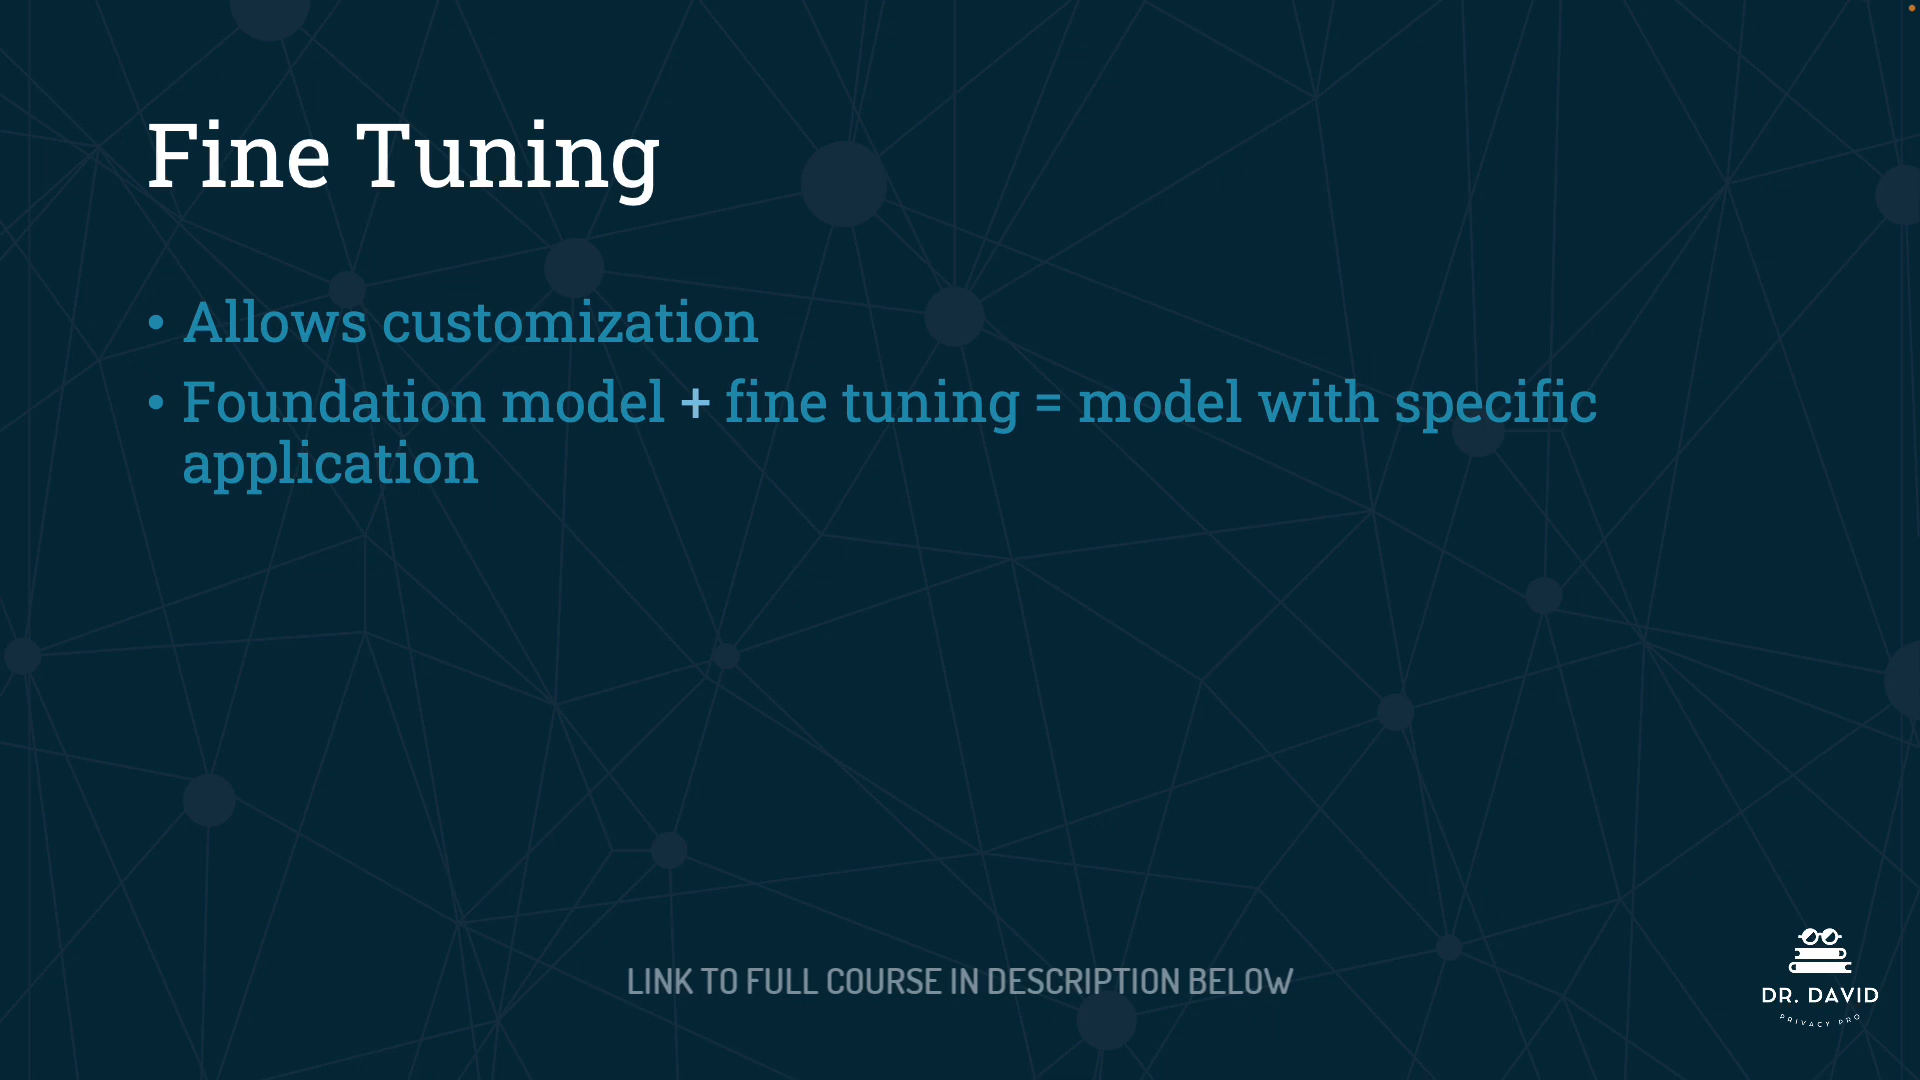 Fine Tuning
• Allows customization
• Foundation model + fine tuning = model with specific
application
LINK TO FULL COURSE IN DESCRIPTION BELOW
DR. DAVID
PRIVACY PRO